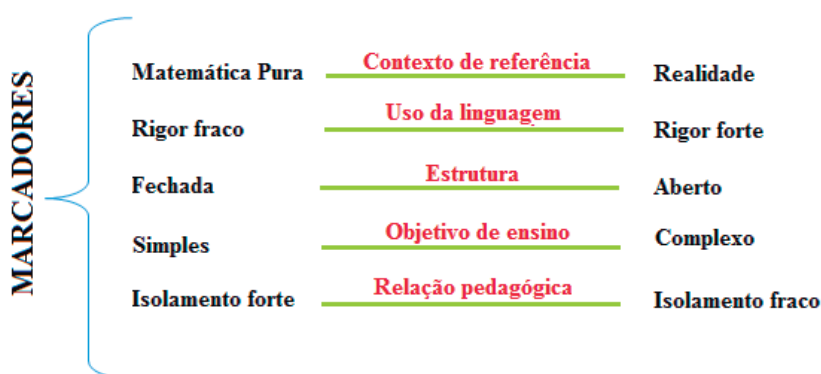 MARCADORES
Matemática Pura Contexto de referência Realidade
Rigor fraco Uso da linguagem Rigor forte
Fechada Estrutura Aberto
Simples Objetivo de ensino Complexo
Isolamento forte Relação pedagógica Isolamento fraco